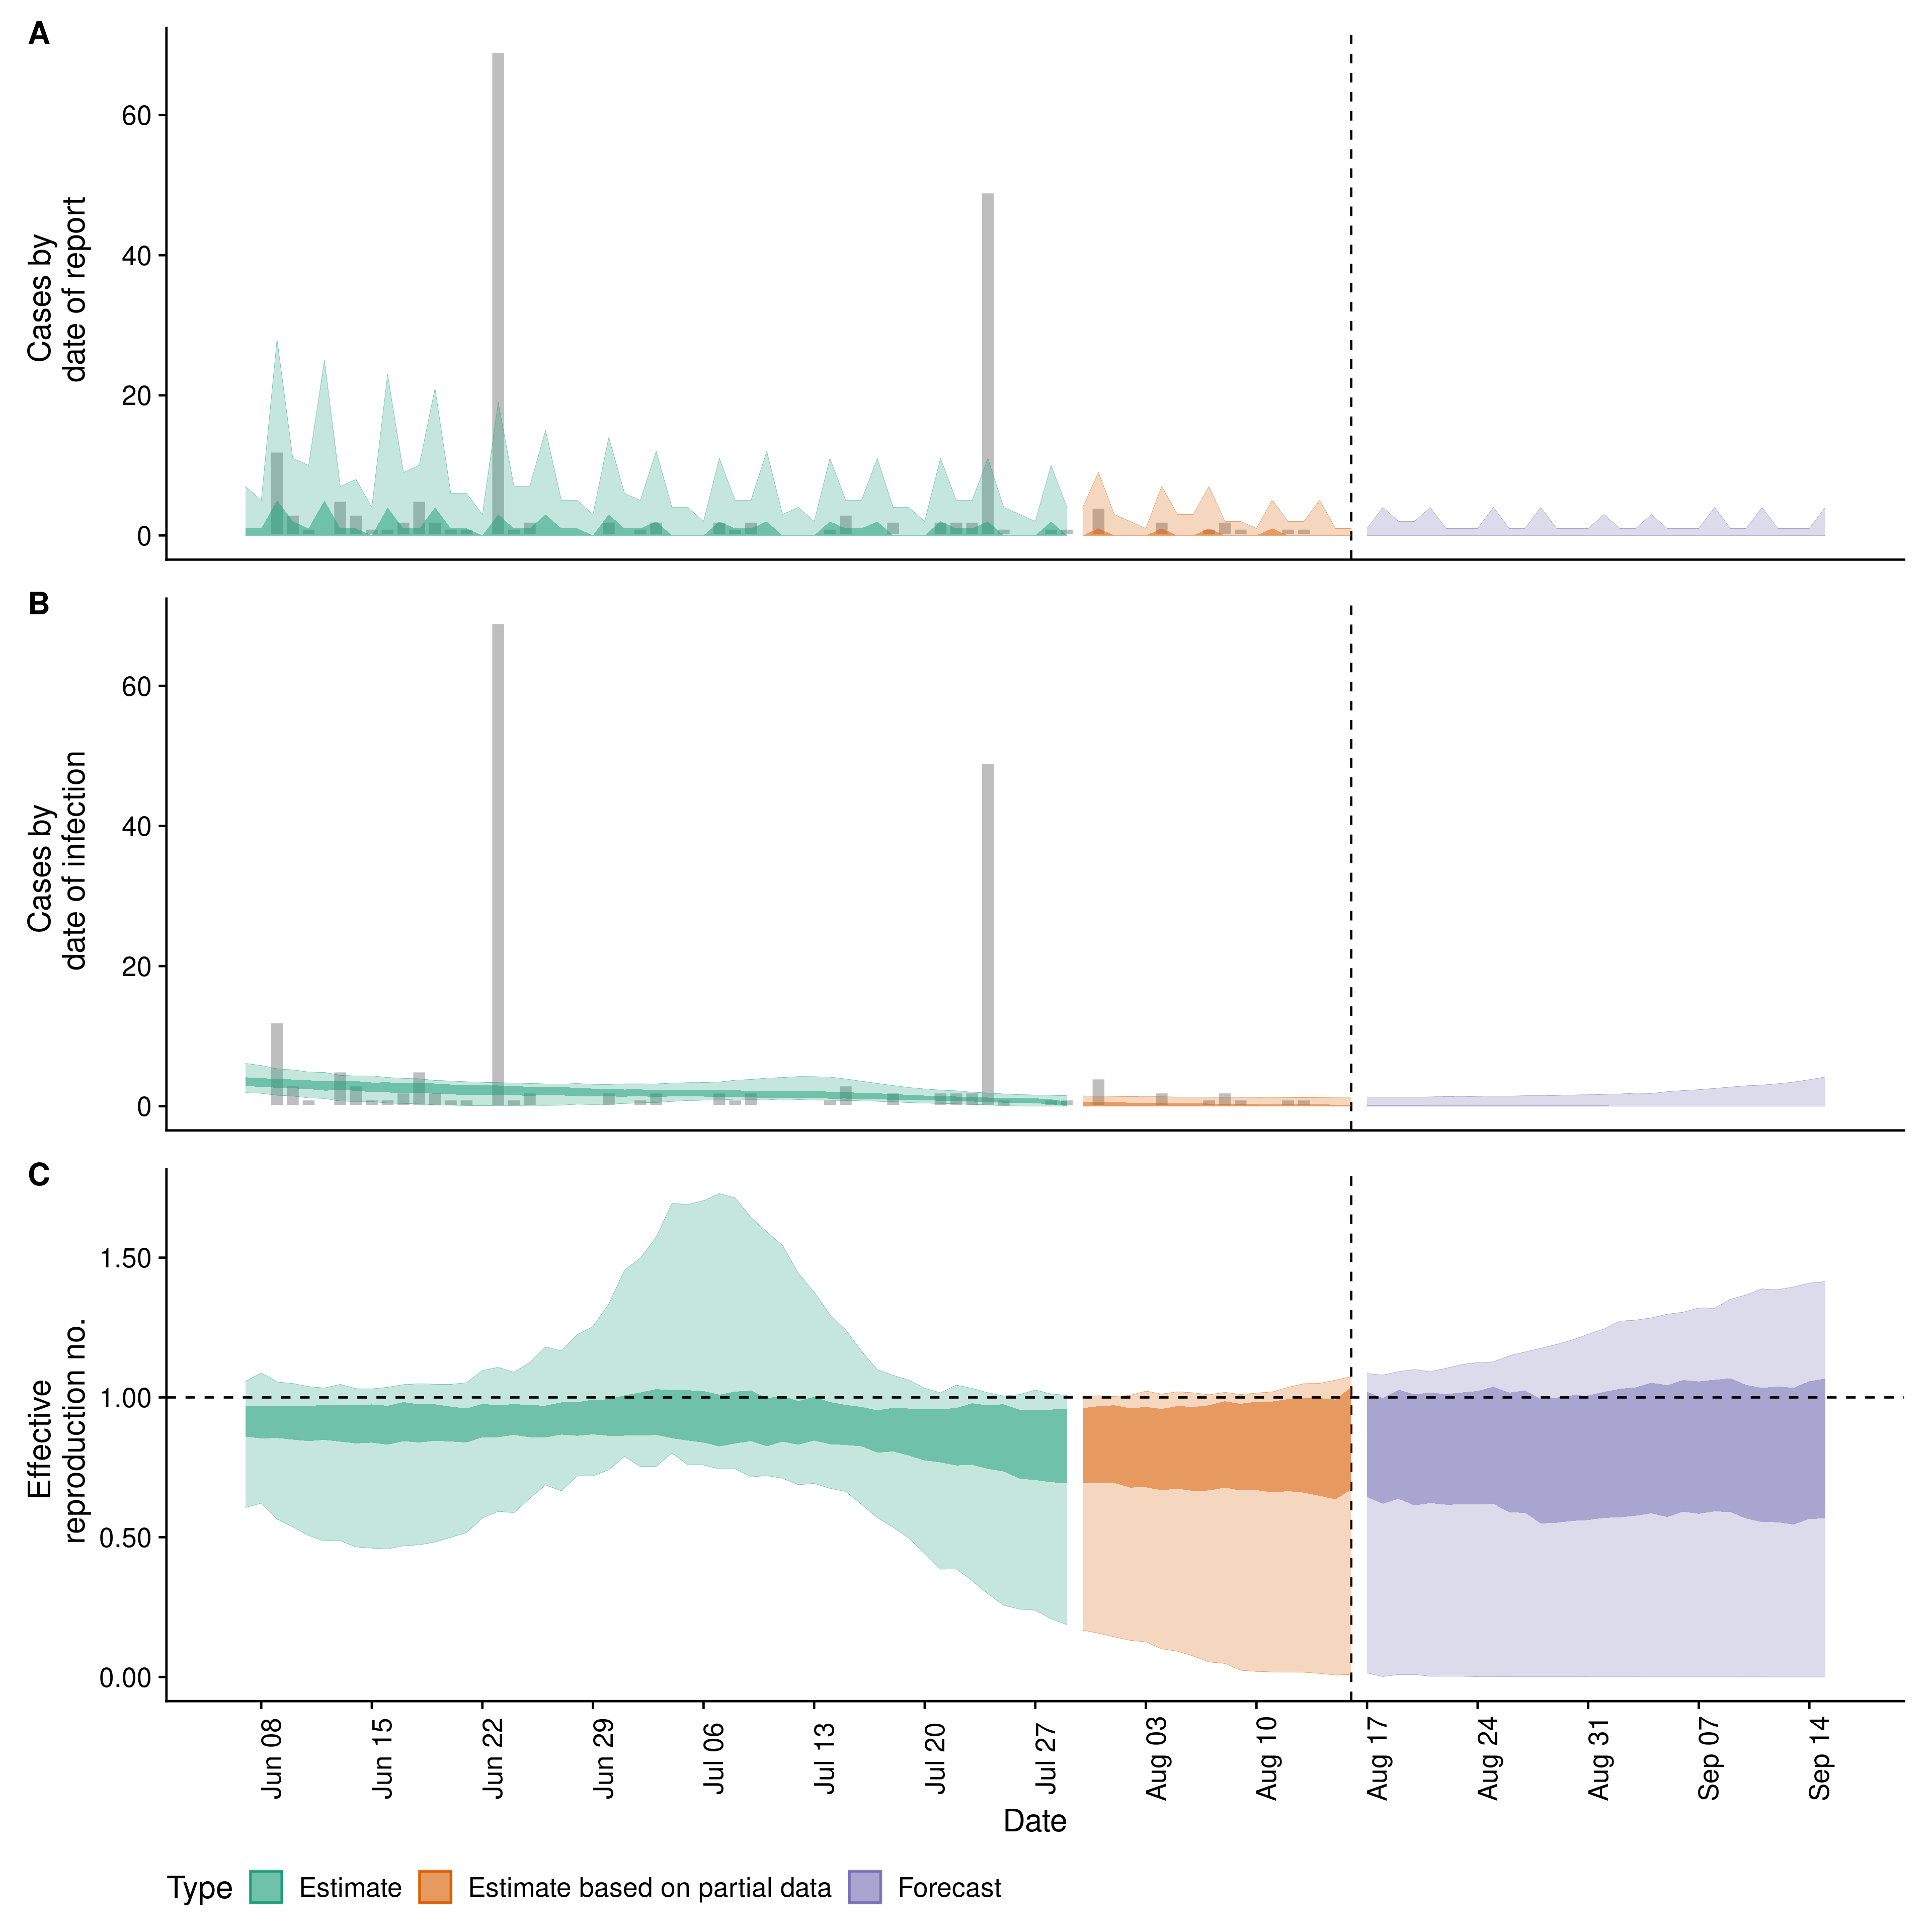 A
60
40
20
0
Cases by
date of report
B
60
40
20
0
Cases by
date of infection
C
1.50
1.00
0.50
0.00
Effective
reproduction no.
Jun 08
Jun 15
Jun 22
Jun 29
Jul 06
Jul 13
Jul 20
Jul 27
Aug 03
Aug 10
Aug 17
Aug 24
Aug 31
Sep 07
Sep 14
Date
Type Estimate Estimate based on partial data Forecast